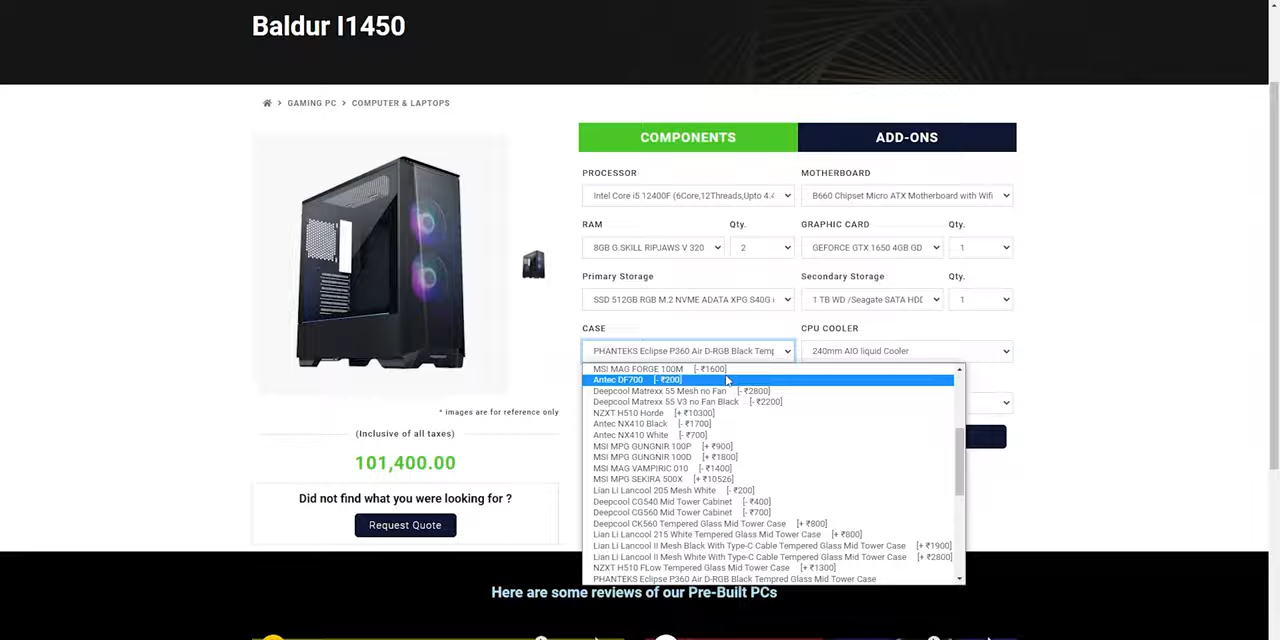 Baldur I1450
GAMING PC > COMPUTER & LAPTOPS
COMPONENTS
ADD-ONS
PROCESSOR
MOTHERBOARD
Intel Core i5 12400F (6Core,12Threads,Upto 4.4
B660 Chipset Micro ATX Motherboard with Wifi
RAM
Qty.
GRAPHIC CARD
Qty.
8GB G.SKILL RIPJAWS V 320
2
GEFORCE GTX 1650 4GB GD
1
Primary Storage
Secondary Storage
Qty.
SSD 512GB RGB M.2 NVME ADATA XPG S40G
1 TB WD /Seagate SATA HDD
1
CASE
CPU COOLER
PHANTEKS Eclipse P360 Air D-RGB Black Temp
240mm AIO liquid Cooler
MSI MAG FORGE 100M [- ₹1600]
Antec DF700 [- ₹200]
Deepcool Matrexx 55 Mesh no Fan [- ₹2800]
Deepcool Matrexx 55 V3 no Fan Black [- ₹2200]
NZXT H510 Horde [+ ₹10300]
Antec NX410 Black [- ₹1700]
Antec NX410 White [- ₹700]
MSI MPG GUNGNIR 100P [+ ₹900]
MSI MPG GUNGNIR 100D [+ ₹1800]
MSI MAG VAMPIRIC 010 [- ₹1400]
MSI MPG SEKIRA 500X [+ ₹10526]
Lian Li Lancool 205 Mesh White [- ₹200]
Deepcool CG540 Mid Tower Cabinet [- ₹400]
Deepcool CG560 Mid Tower Cabinet [- ₹700]
Deepcool CK560 Tempered Glass Mid Tower Case [+ ₹800]
Lian Li Lancool 215 White Tempered Glass Mid Tower Case [+ ₹800]
Lian Li Lancool II Mesh Black With Type-C Cable Tempered Glass Mid Tower Case [+ ₹1900]
Lian Li Lancool II Mesh White With Type-C Cable Tempered Glass Mid Tower Case [+ ₹2800]
NZXT H510 FLow Tempered Glass Mid Tower Case [+ ₹1300]
PHANTEKS Eclipse P360 Air D-RGB Black Tempred Glass Mid Tower Case
* images are for reference only
(Inclusive of all taxes)
101,400.00
Did not find what you were looking for ?
Request Quote
Here are some reviews of our Pre-Built PCs